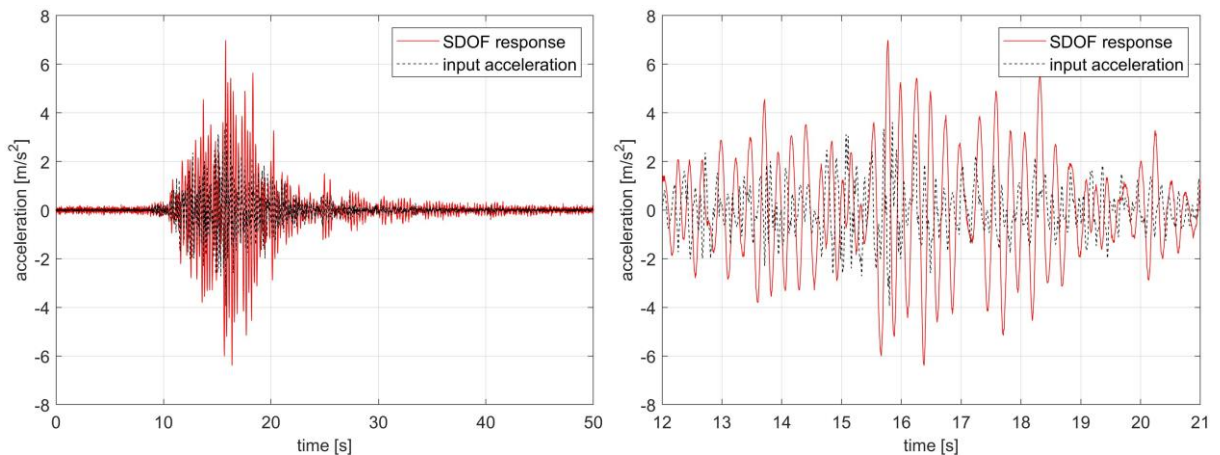 8
6
4
2
0
-2
-4
-6
-8
acceleration [m/s²]
SDOF response
input acceleration
0 10 20 30 40 50
time [s]
8
6
4
2
0
-2
-4
-6
-8
acceleration [m/s²]
SDOF response
input acceleration
12 13 14 15 16 17 18 19 20 21
time [s]